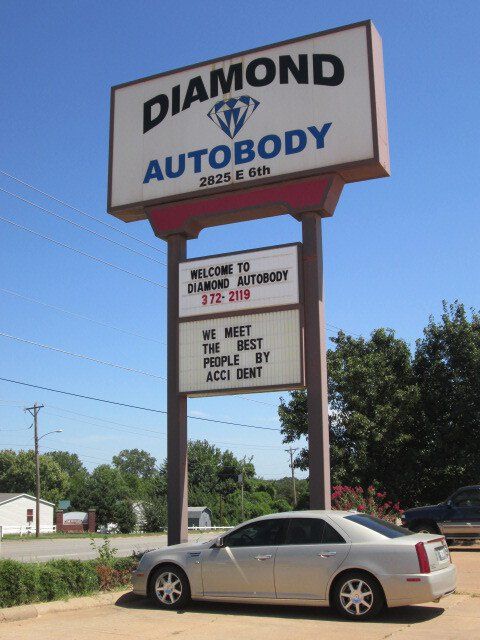 DIAMOND
AUTOBODY
2825 E 6th
WELCOME TO
DIAMOND AUTOBODY
372-2119
WE MEET
THE BEST
PEOPLE BY
ACCI DENT